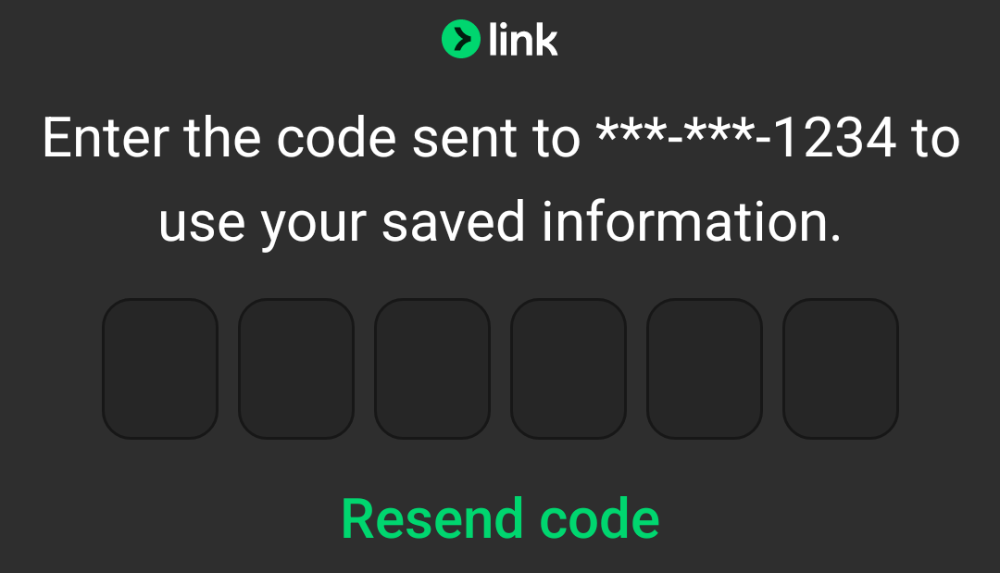 link
Enter the code sent to ***-***-1234 to
use your saved information.
Resend code